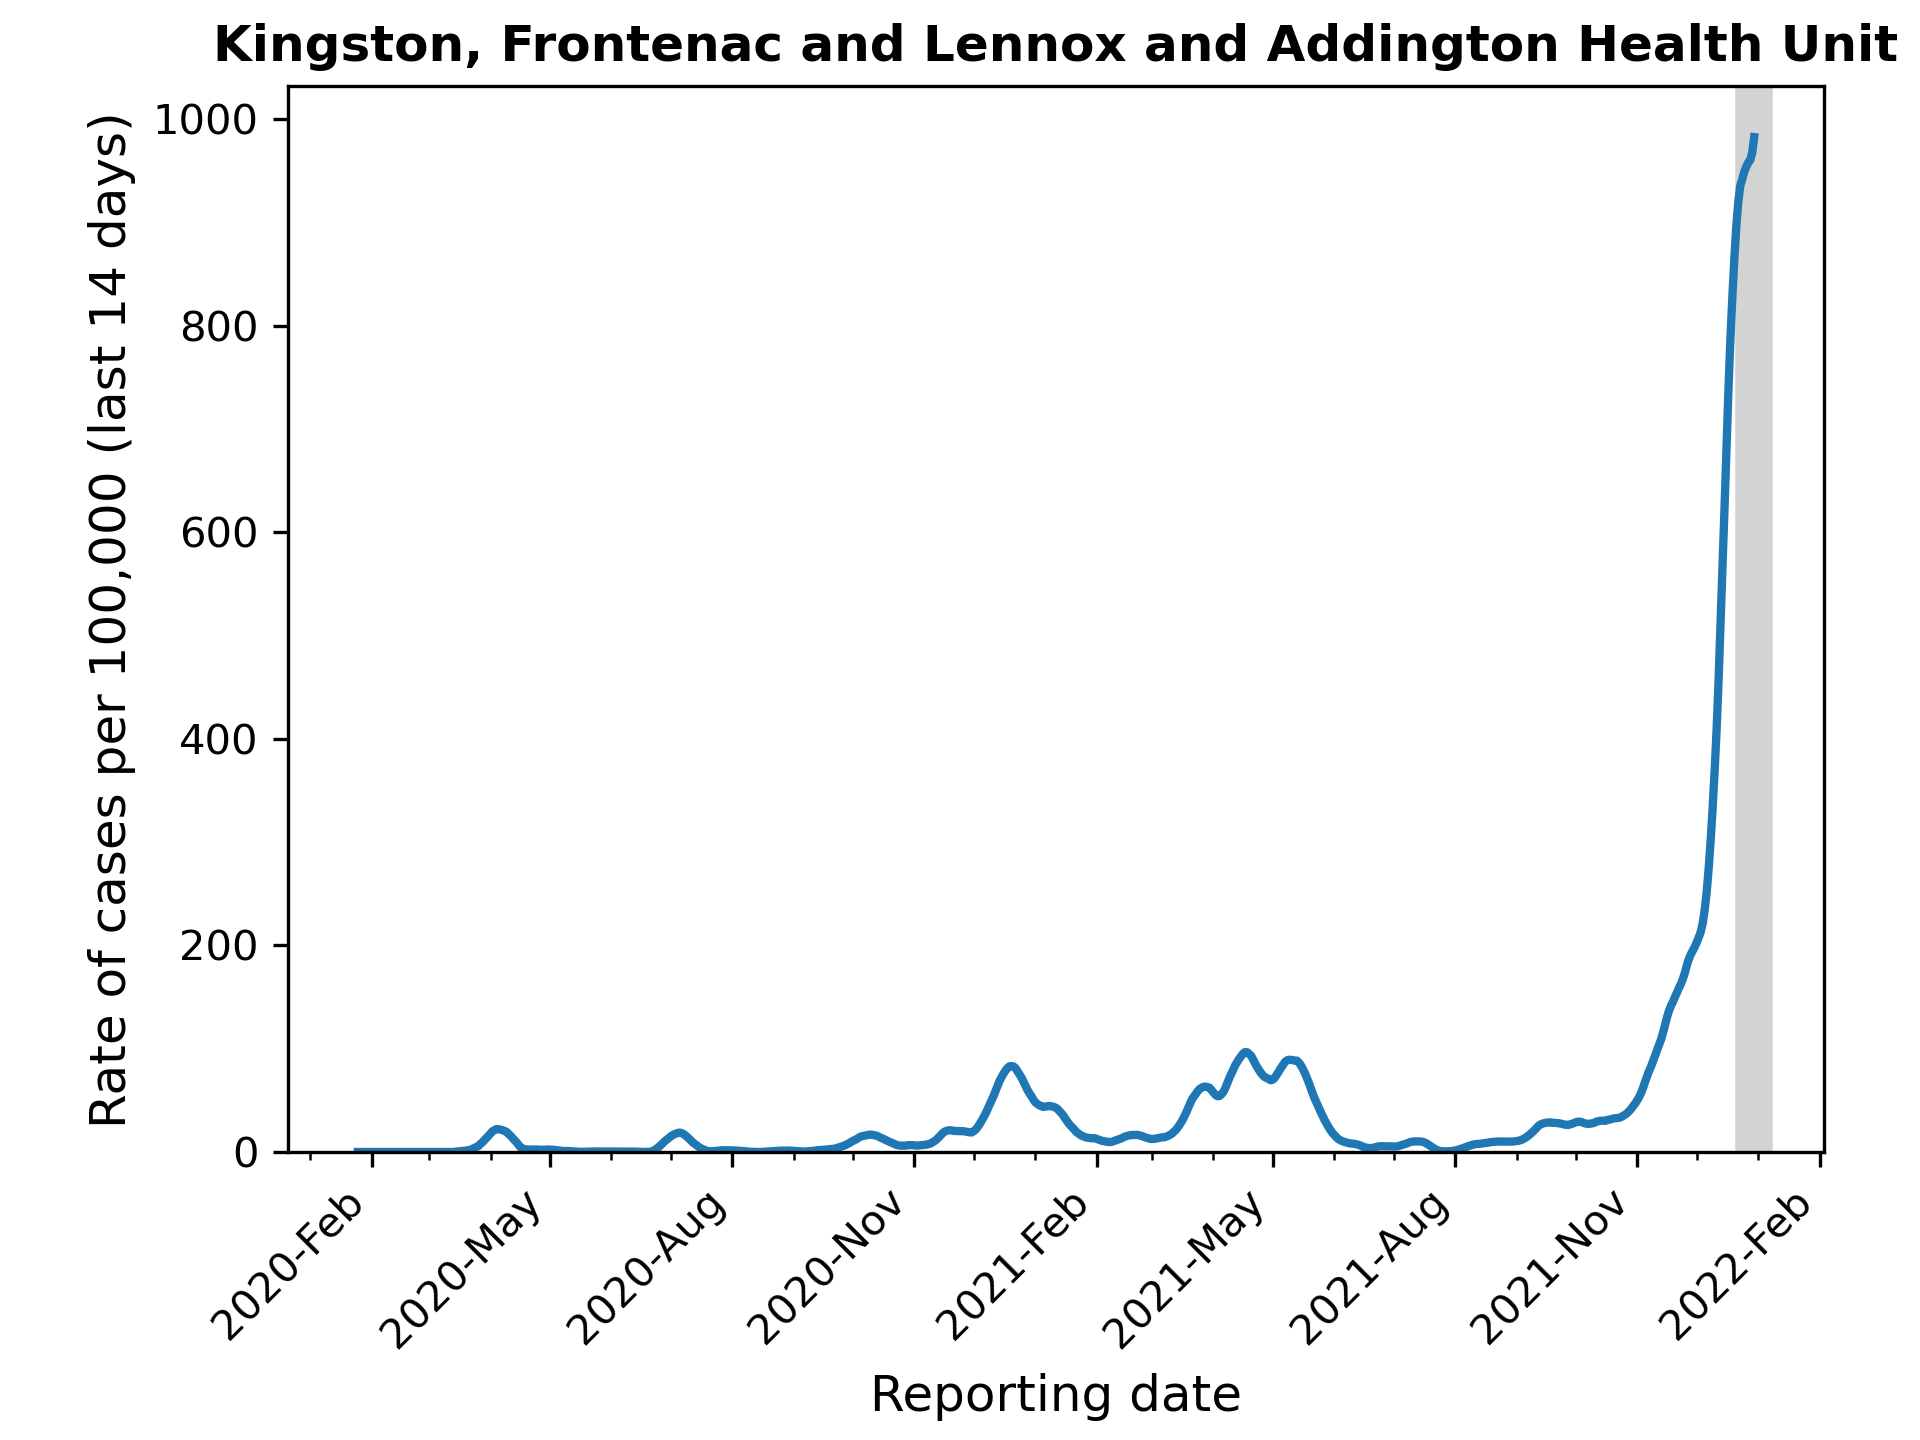 Kingston, Frontenac and Lennox and Addington Health Unit
Rate of cases per 100,000 (last 14 days)
1000
800
600
400
200
0
2020-Feb
2020-May
2020-Aug
2020-Nov
2021-Feb
2021-May
2021-Aug
2021-Nov
2022-Feb
Reporting date